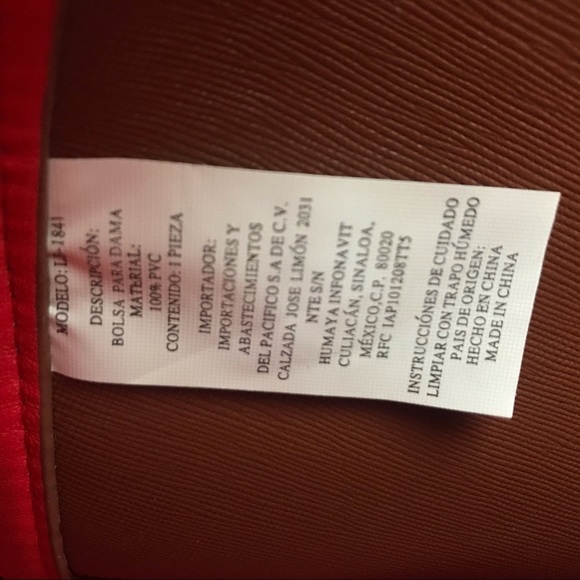 MODELO: LJ-1841
DESCRIPCIÓN:
BOLSA PARA DAMA
MATERIAL:
100% PVC
CONTENIDO: 1 PIEZA
IMPORTADOR:
IMPORTACIONES Y
ABASTECIMIENTOS
DEL PACIFICO S.A DE C.V.
CALZADA JOSE LIMÓN 2031
NTE S/N
HUMAYA INFONAVIT
CULIACÁN, SINALOA,
MÉXICO,C.P. 80020
RFC IAP101208TT5
INSTRUCCIÓNES DE CUIDADO
LIMPIAR CON TRAPO HÚMEDO
PAIS DE ORIGEN:
HECHO EN CHINA
MADE IN CHINA